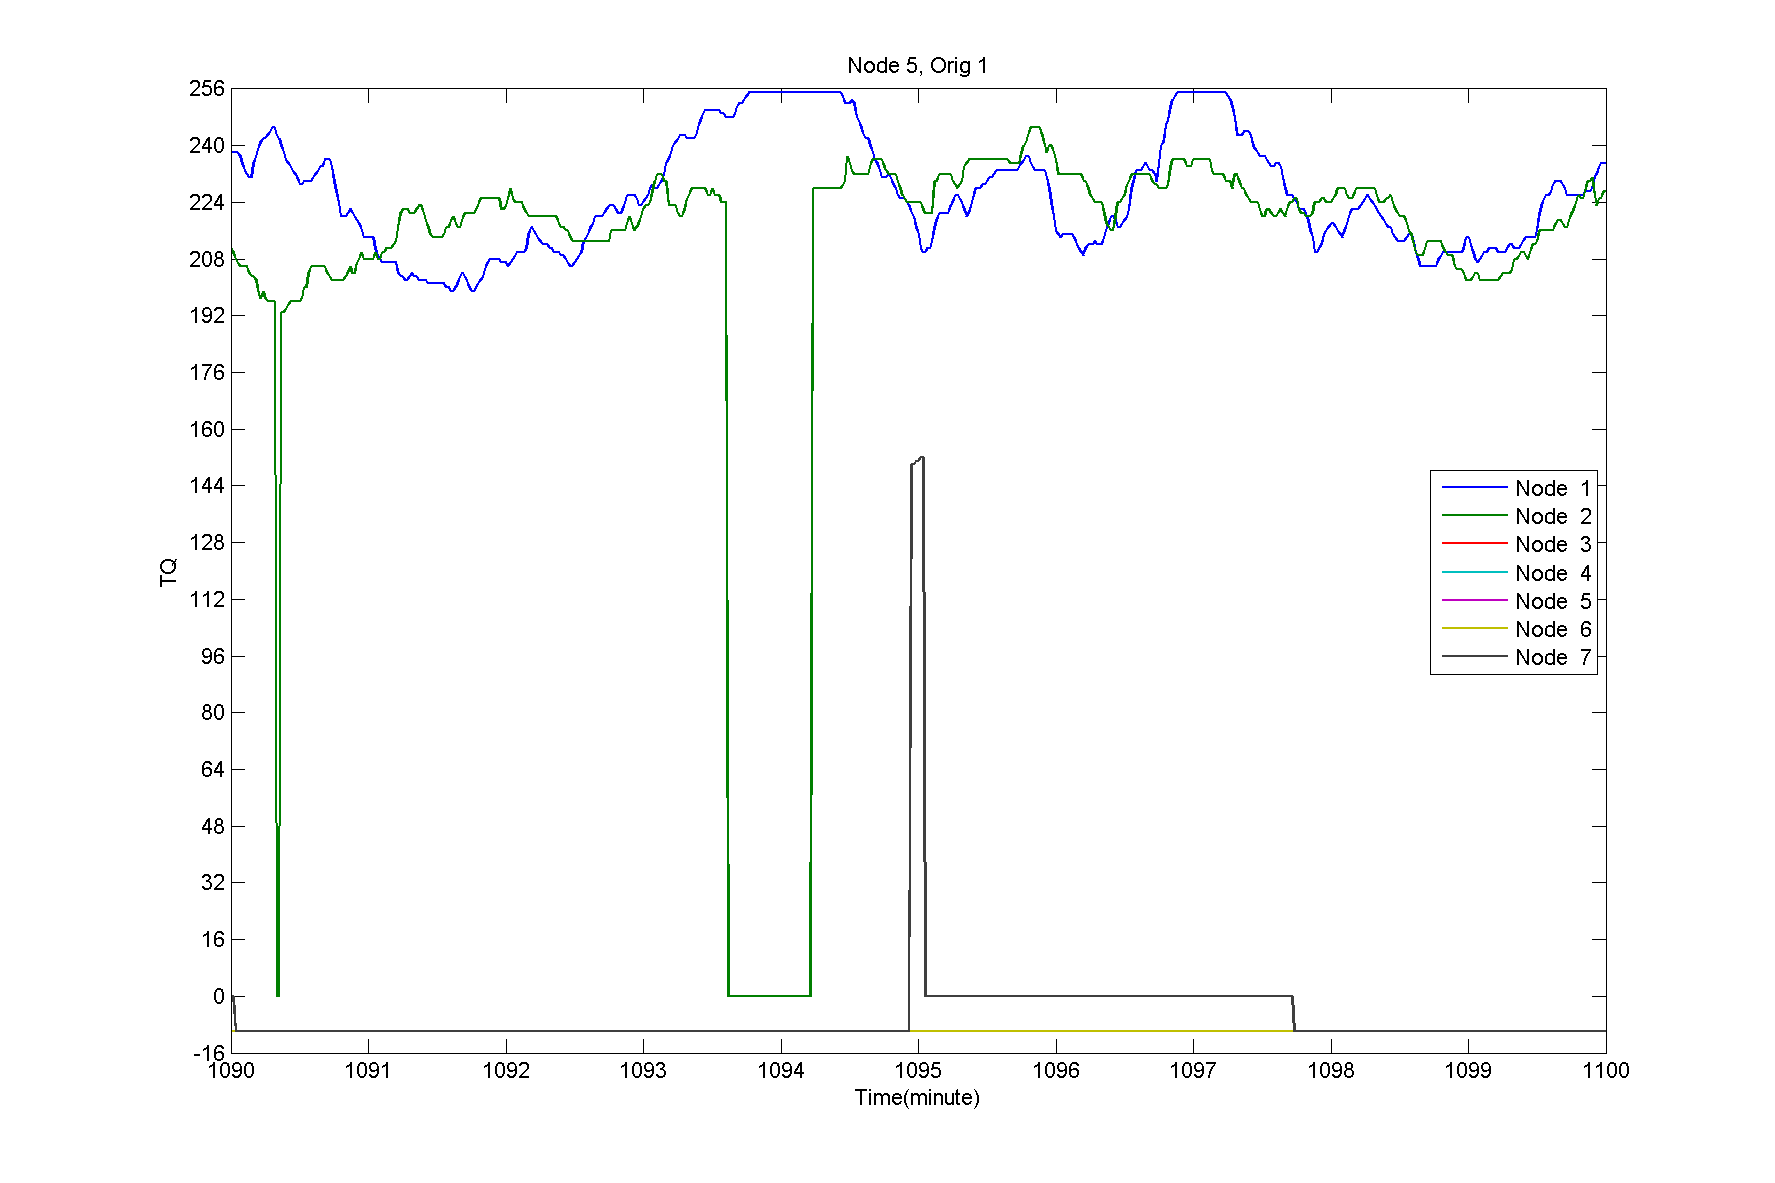 Node 5, Orig 1
256
240
224
208
192
176
160
144
128
112
96
80
64
48
32
16
0
-16
TQ
Node 1
Node 2
Node 3
Node 4
Node 5
Node 6
Node 7
1090 1091 1092 1093 1094 1095 1096 1097 1098 1099 1100
Time(minute)